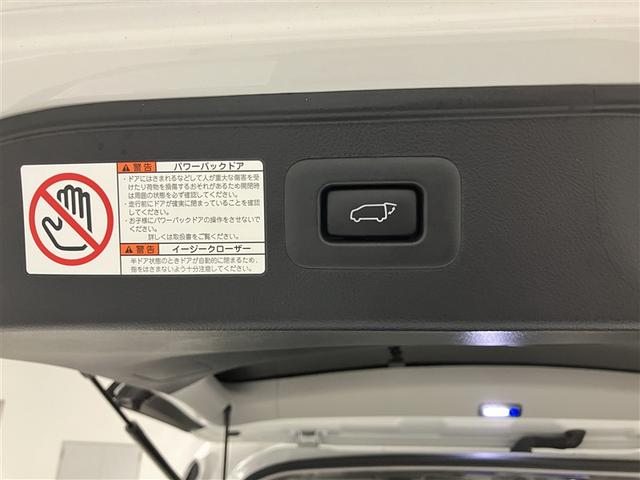 警告 パワーバックドア
・ドアにはさまれるなどして人が重大な傷害を
受けたり荷物を損傷するおそれがあるため開閉時
は周囲の状態を必ず確認してください。
・走行前にドアが確実に閉まっていることを確認
してください。
・お子様にパワーバックドアの操作をさせないで
ください。
詳しくは取扱書をご覧ください。
警告 イージークローザー
半ドア状態のときドアが自動的に閉まるため、
指をはさまないよう十分注意してください。